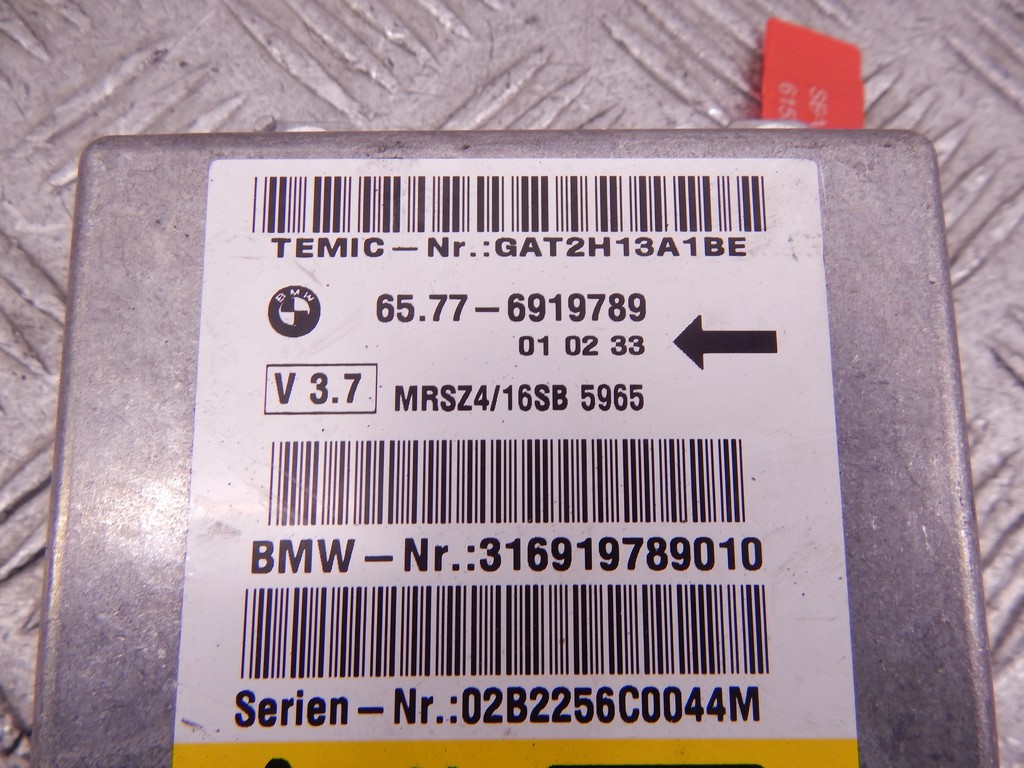 TEMIC – Nr.:GAT2H13A1BE
BMW
65.77 – 6919789
01 02 33
V 3.7
MRSZ4/16SB 5965
BMW – Nr.:316919789010
Serien – Nr.:02B2256C0044M